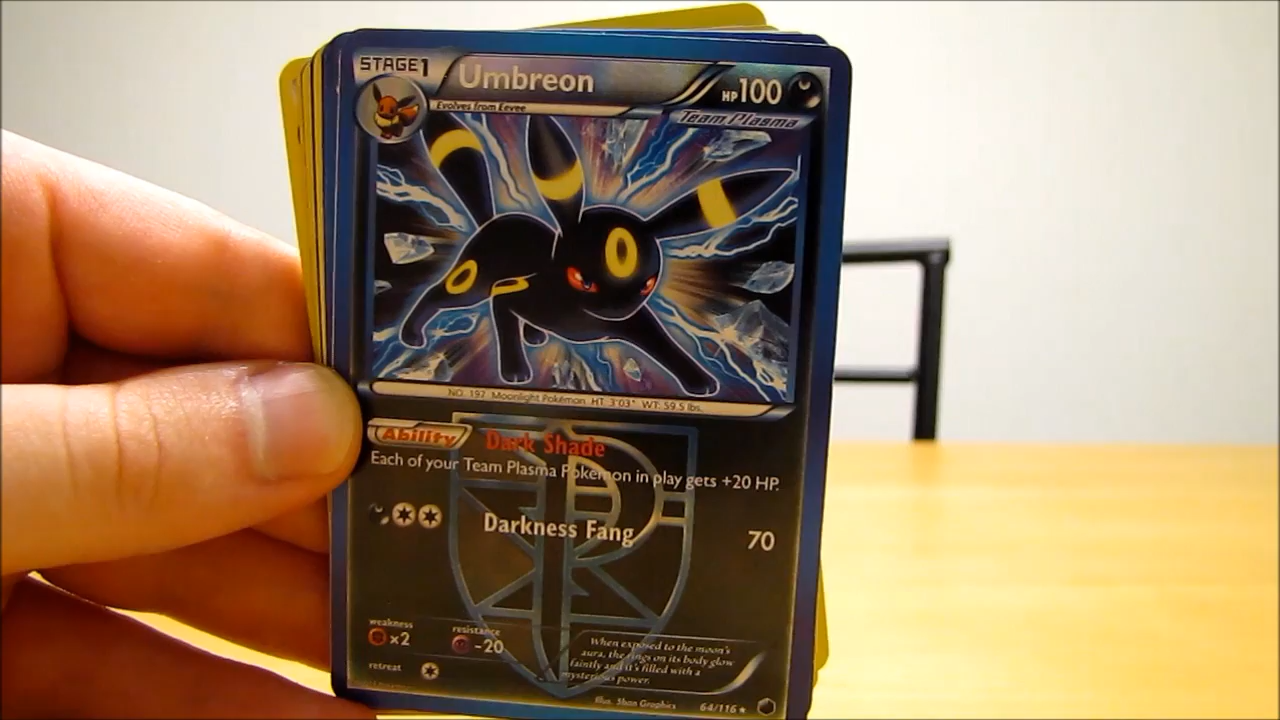 STAGE1
Umbreon
HP100
Evolves from Eevee
Team Plasma
NO. 197 Moonlight Pokémon HT: 3'03" WT: 59.5 lbs.
Ability Dark Shade
Each of your Team Plasma Pokémon in play gets +20 HP.
Darkness Fang 70
weakness
x2
resistance
-20
retreat
When exposed to the moon's
aura, the rings on its body glow
faintly and it's filled with a
mysterious power.
Illus. 5ban Graphics
64/116 ★